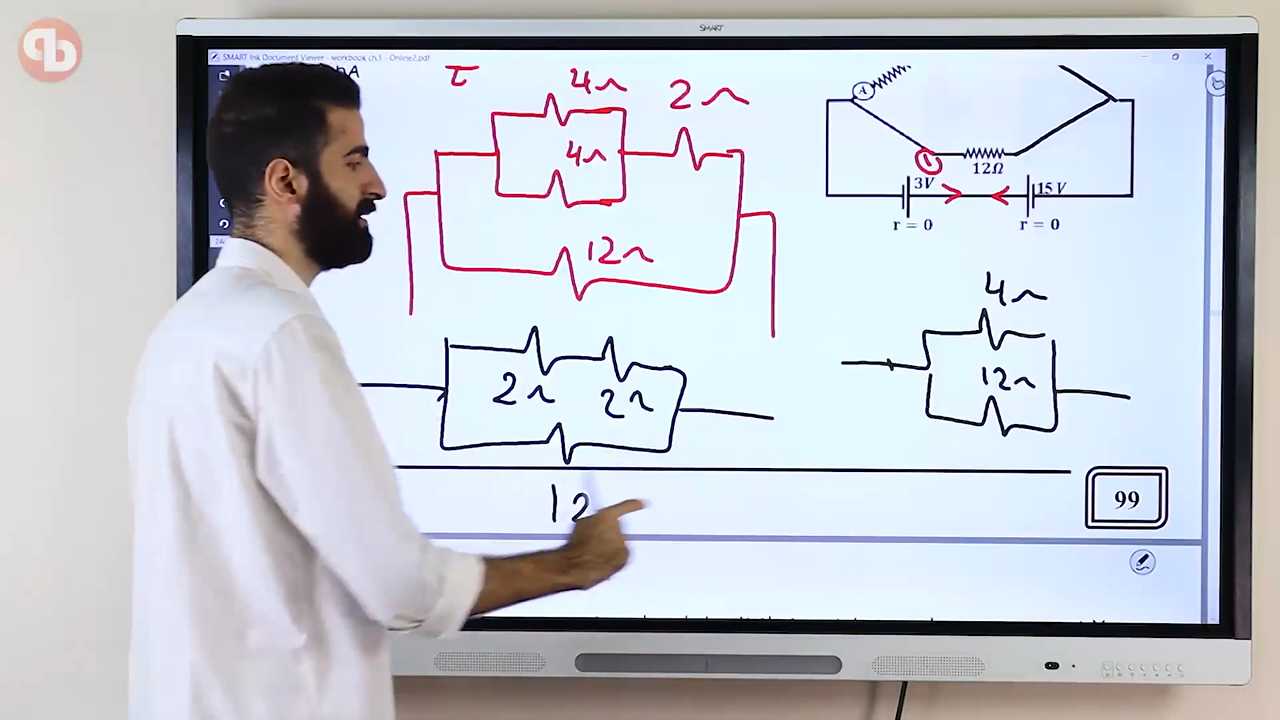 SMART
SMART Ink Document Viewer - workbook ch.1 - Online2.pdf
A
4Ω
2Ω
4Ω
12Ω
A
12Ω
3V
15 V
r = 0
r = 0
2Ω
2Ω
12
4Ω
12Ω
99